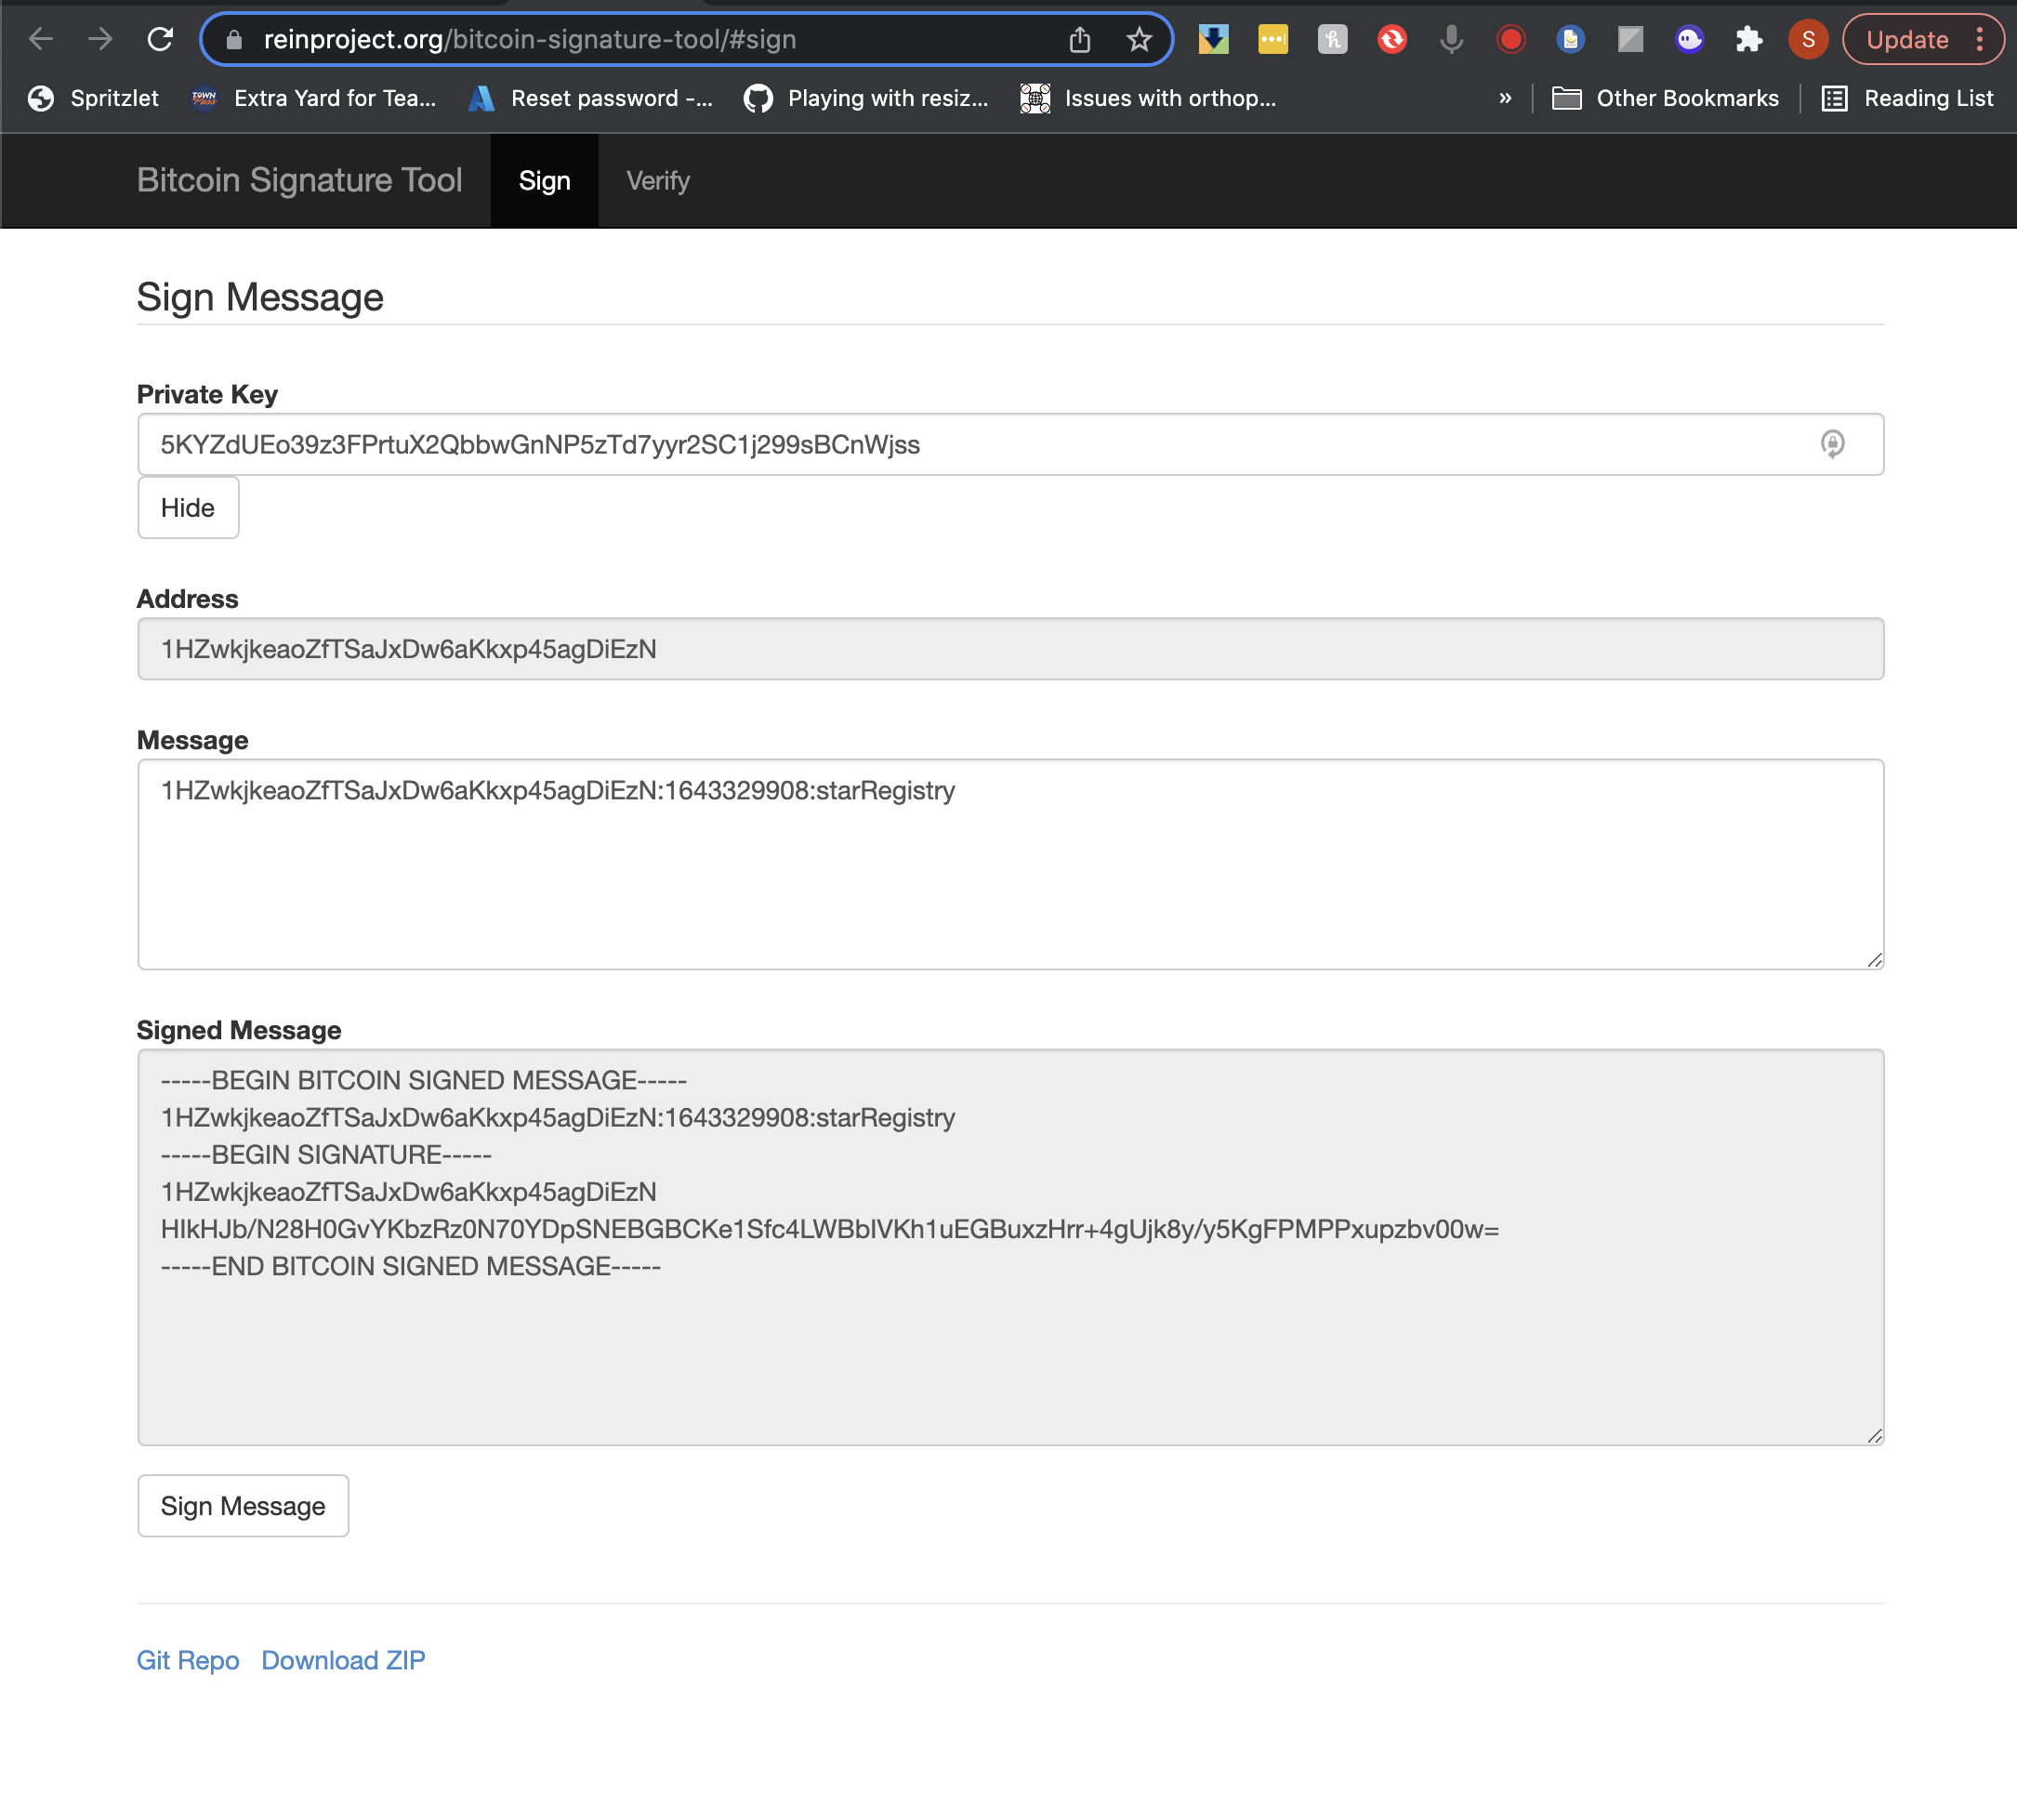 reinproject.org/bitcoin-signature-tool/#sign
S
Update
Spritzlet
TOWN Pass
Extra Yard for Tea...
Reset password -...
Playing with resiz...
Issues with orthop...
»
Other Bookmarks
Reading List
Bitcoin Signature Tool
Sign
Verify
Sign Message
Private Key
5KYZdUEo39z3FPrtuX2QbbwGnNP5zTd7yyr2SC1j299sBCnWjss
Hide
Address
1HZwkjkeaoZfTSaJxDw6aKkxp45agDiEzN
Message
1HZwkjkeaoZfTSaJxDw6aKkxp45agDiEzN:1643329908:starRegistry
Signed Message
-----BEGIN BITCOIN SIGNED MESSAGE-----
1HZwkjkeaoZfTSaJxDw6aKkxp45agDiEzN:1643329908:starRegistry
-----BEGIN SIGNATURE-----
1HZwkjkeaoZfTSaJxDw6aKkxp45agDiEzN
HIkHJb/N28H0GvYKbzRz0N70YDpSNEBGBCKe1Sfc4LWBbIVKh1uEGBuxzHrr+4gUjk8y/y5KgFPMPPxupzbv00w=
-----END BITCOIN SIGNED MESSAGE-----
Sign Message
Git Repo
Download ZIP